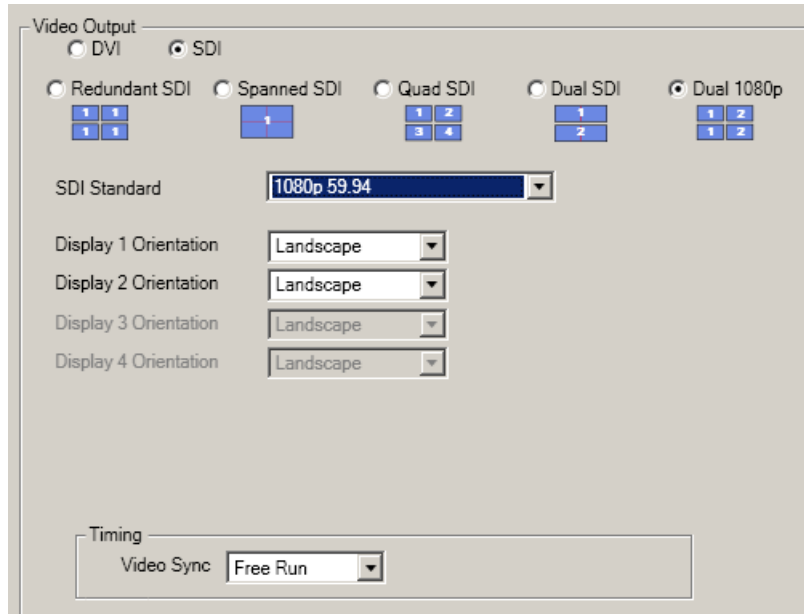 Video Output
DVI SDI
Redundant SDI Spanned SDI Quad SDI Dual SDI Dual 1080p
1 1 1 1 2 1 1 2
1 1 3 4 2 1 2
SDI Standard 1080p 59.94
Display 1 Orientation Landscape
Display 2 Orientation Landscape
Display 3 Orientation Landscape
Display 4 Orientation Landscape
Timing
Video Sync Free Run